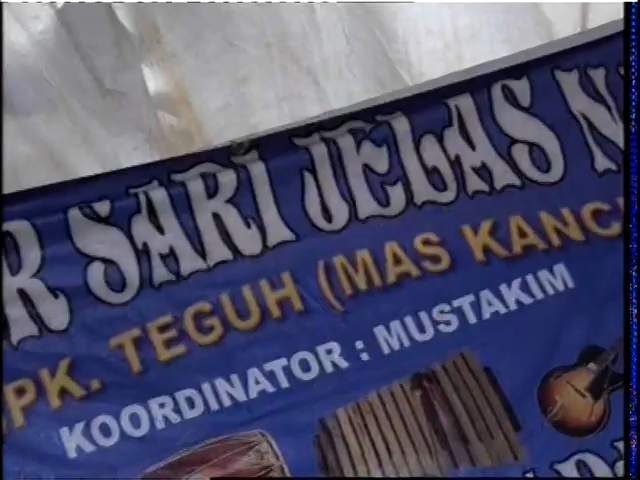 SARI JELAS
PK. TEGUH (MAS KANC
KOORDINATOR : MUSTAKIM